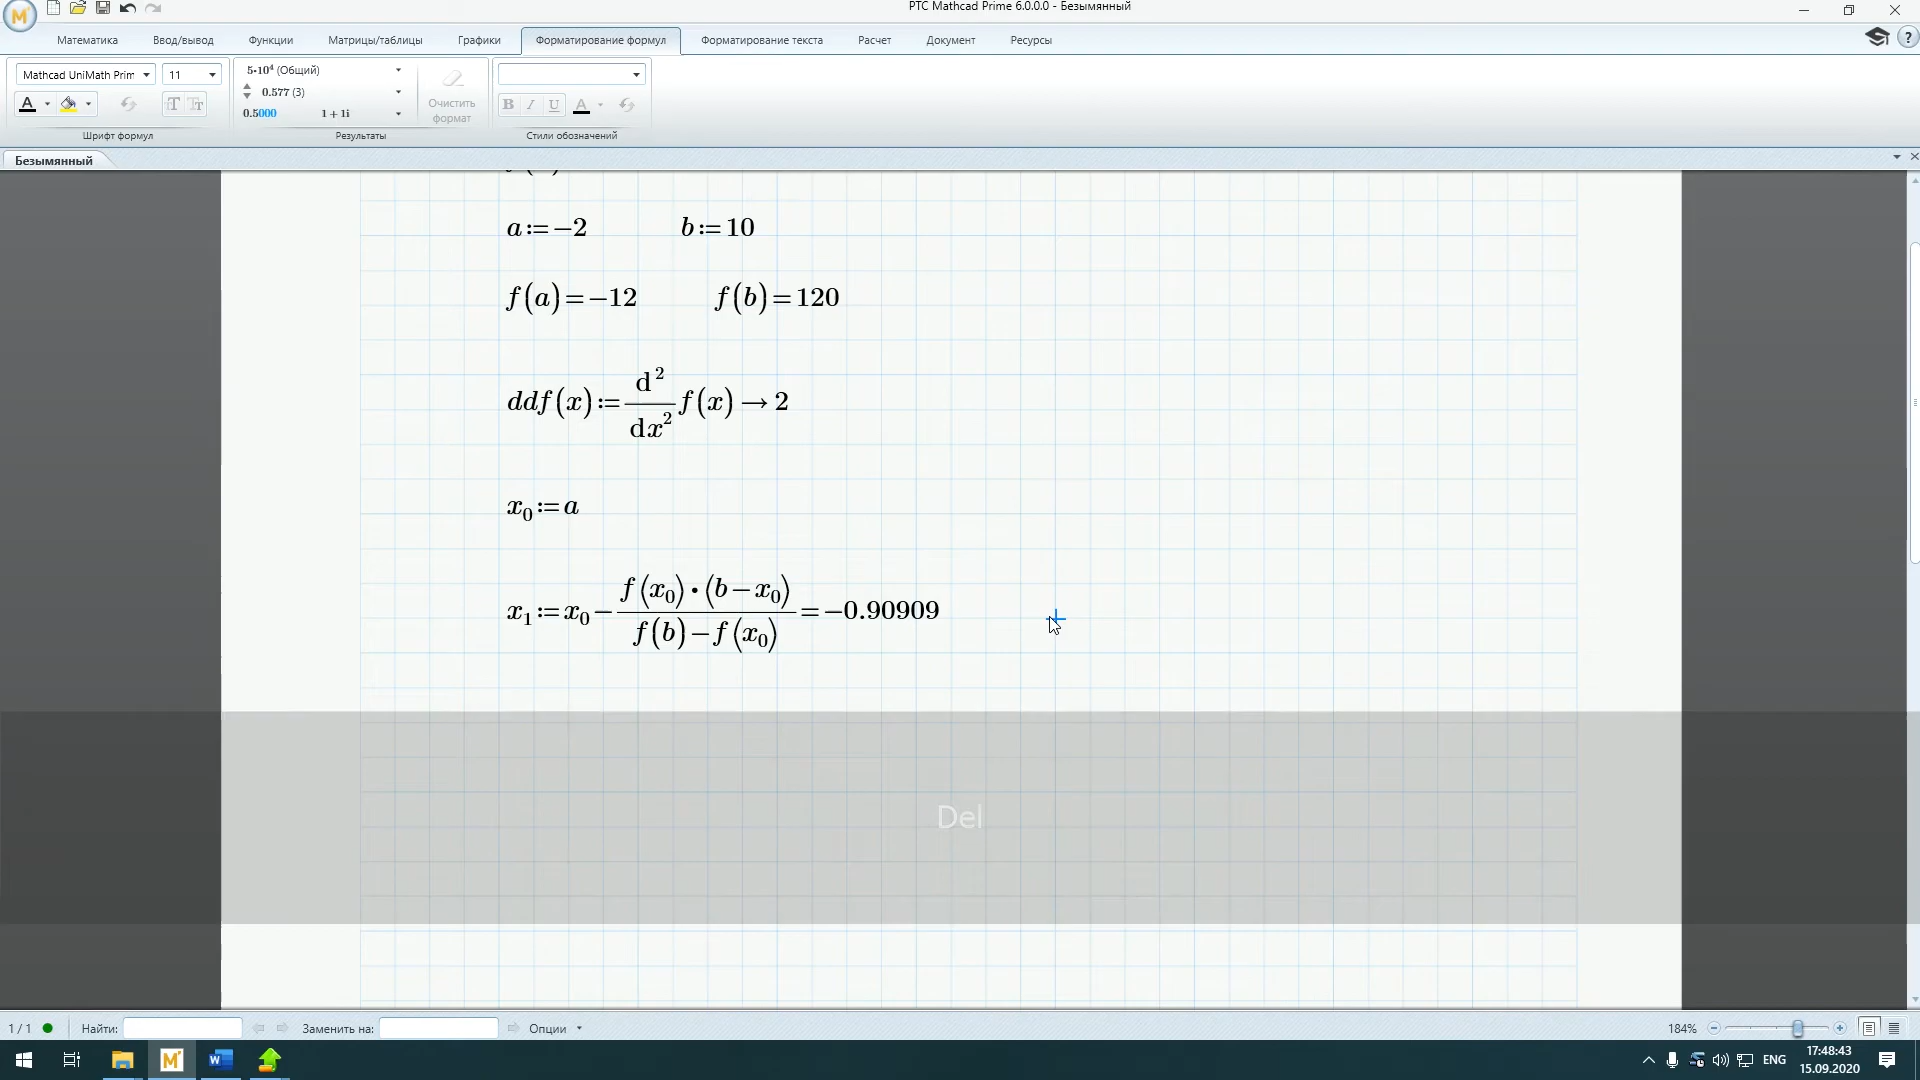 PTC Mathcad Prime 6.0.0.0 - Безымянный
Математика Ввод/вывод Функции Матрицы/таблицы Графики Форматирование формул Форматирование текста Расчет Документ Ресурсы
Mathcad UniMath Prim 11
5•10⁴ (Общий)
0.577 (3)
0.5000 1 + 1i
Очистить
формат
A
B I U A
Шрифт формул Результаты Стили обозначений
Безымянный
a:=−2 b:=10
f(a)=−12 f(b)=120
ddf(x):=d²/dx² f(x)→2
x₀:=a
x₁:=x₀−f(x₀)•(b−x₀)/f(b)−f(x₀)=−0.90909
Del
1 / 1 Найти: Заменить на: Опции 184%
ENG 17:48:43
15.09.2020